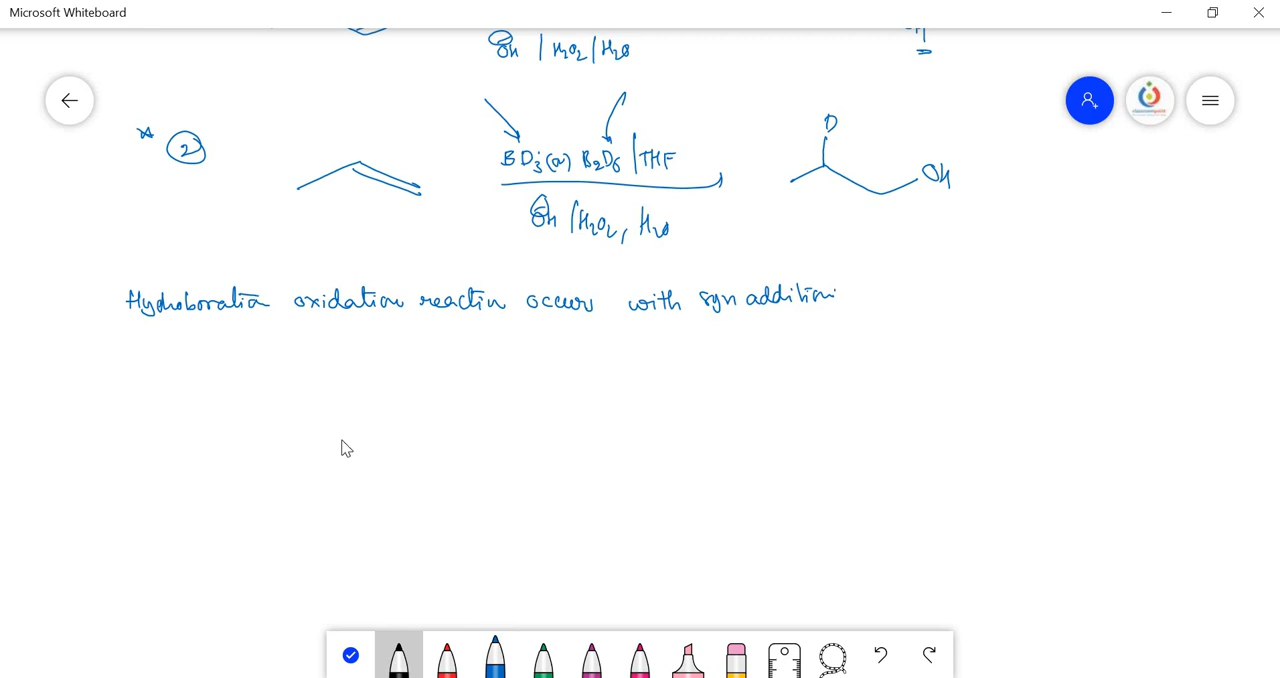 Microsoft Whiteboard
OH | H2O2 / H2O
2
BD3 (or) B2D6 / THF
D
OH
OH / H2O2, H2O
Hydroboration oxidation reaction occurs with syn addition